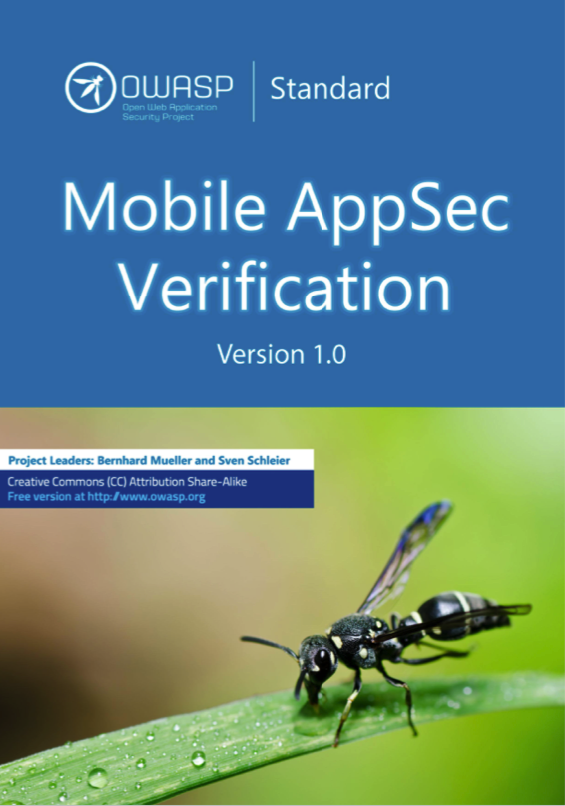 OWASP
Open Web Application
Security Project
Standard
Mobile AppSec
Verification
Version 1.0
Project Leaders: Bernhard Mueller and Sven Schleier
Creative Commons (CC) Attribution Share-Alike
Free version at http://www.owasp.org